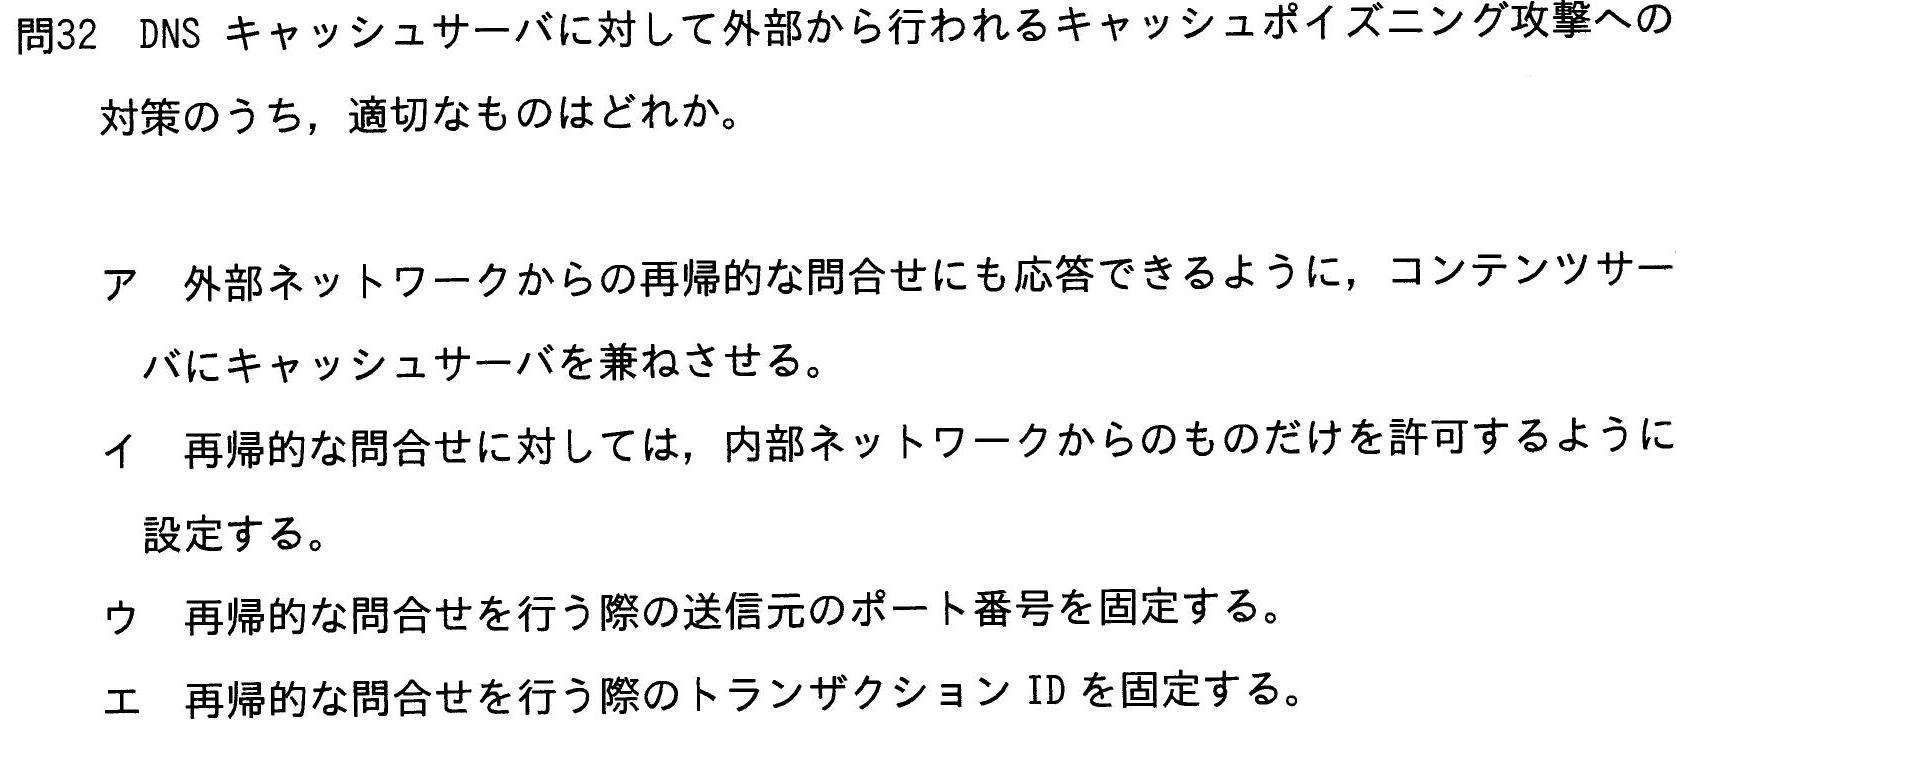 問32 DNS キャッシュサーバに対して外部から行われるキャッシュポイズニング攻撃への
対策のうち，適切なものはどれか。
ア 外部ネットワークからの再帰的な問合せにも応答できるように，コンテンツサー
バにキャッシュサーバを兼ねさせる。
イ 再帰的な問合せに対しては，内部ネットワークからのものだけを許可するように
設定する。
ウ 再帰的な問合せを行う際の送信元のポート番号を固定する。
エ 再帰的な問合せを行う際のトランザクション ID を固定する。